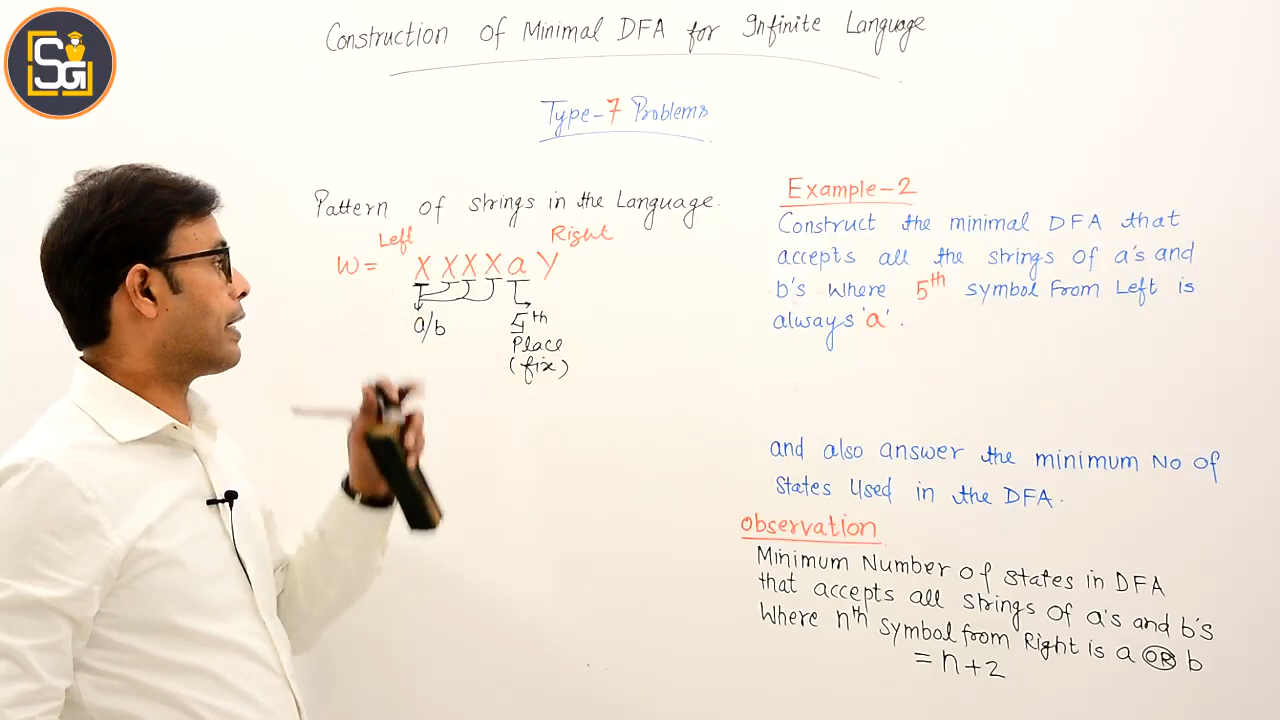 SG
Construction of Minimal DFA for Infinite Language
Type-7 Problems
Pattern of strings in the Language.
Left Right
W = X X X X a Y
a/b
5th
Place
(fix)
Example-2
Construct the minimal DFA that
accepts all the strings of a's and
b's where 5th symbol from Left is
always 'a'.
and also answer the minimum No of
states Used in the DFA.
Observation
Minimum Number of states in DFA
that accepts all strings of a's and b's
Where nth symbol from Right is a OR b
= n+2